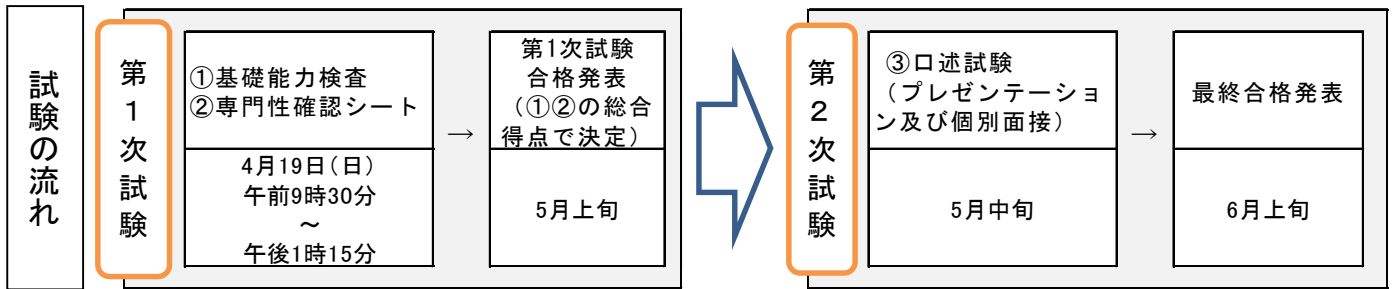 試験の流れ
第1次試験
①基礎能力検査
②専門性確認シート
4月19日(日)
午前9時30分
~
午後1時15分
→
第1次試験
合格発表
(①②の総合
得点で決定)
5月上旬
第2次試験
③口述試験
(プレゼンテーショ
ン及び個別面接)
5月中旬
→
最終合格発表
6月上旬